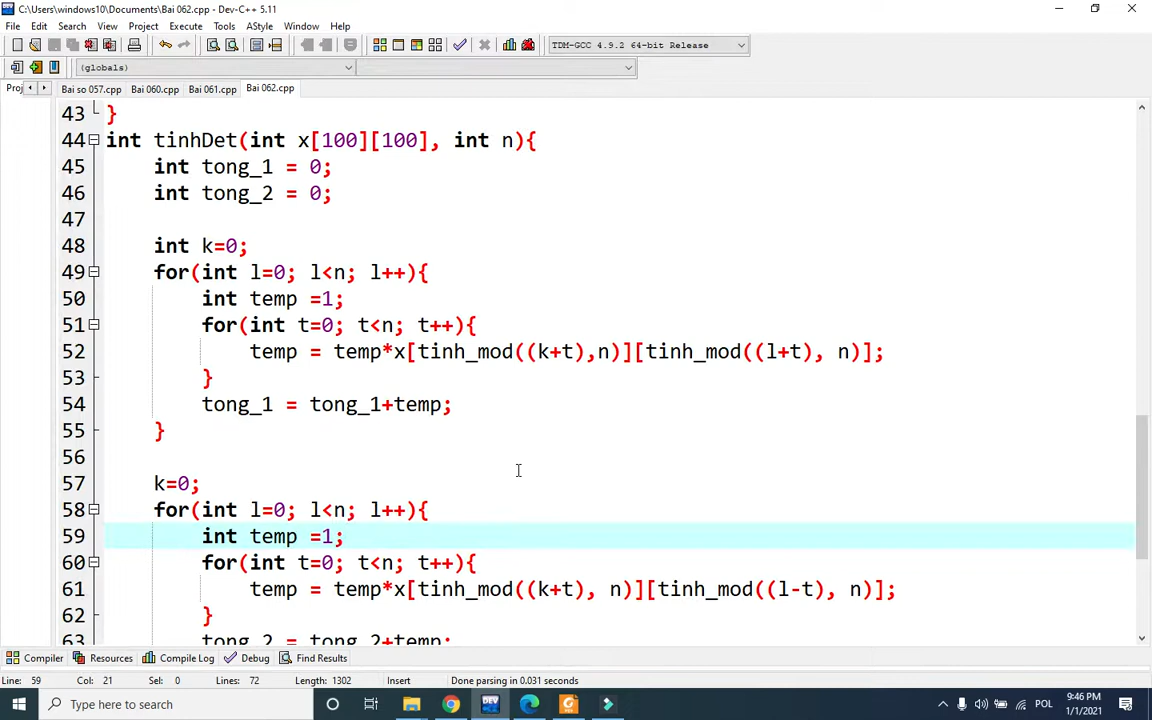 C:\Users\windows10\Documents\Bai 062.cpp - Dev-C++ 5.11
File Edit Search View Project Execute Tools AStyle Window Help
TDM-GCC 4.9.2 64-bit Release
(globals)
Proj Bai so 057.cpp Bai 060.cpp Bai 061.cpp Bai 062.cpp
43 }
44 int tinhDet(int x[100][100], int n){
45 int tong_1 = 0;
46 int tong_2 = 0;
47
48 int k=0;
49 for(int l=0; l<n; l++){
50 int temp =1;
51 for(int t=0; t<n; t++){
52 temp = temp*x[tinh_mod((k+t),n)][tinh_mod((l+t), n)];
53 }
54 tong_1 = tong_1+temp;
55 }
56
57 k=0;
58 for(int l=0; l<n; l++){
59 int temp =1;
60 for(int t=0; t<n; t++){
61 temp = temp*x[tinh_mod((k+t), n)][tinh_mod((l-t), n)];
62 }
63 tong_2 = tong_2+temp;
Compiler Resources Compile Log Debug Find Results
Line: 59 Col: 21 Sel: 0 Lines: 72 Length: 1302 Insert Done parsing in 0.031 seconds
Type here to search
POL
9:46 PM
1/1/2021